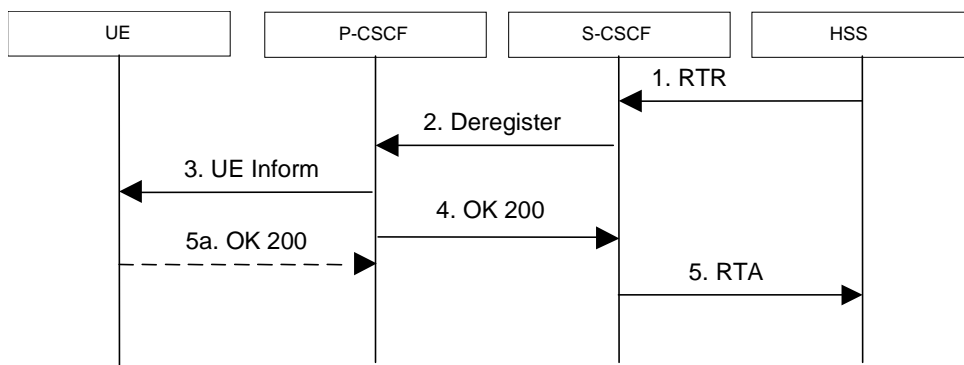 UE
P-CSCF
S-CSCF
HSS
1. RTR
2. Deregister
3. UE Inform
4. OK 200
5a. OK 200
5. RTA